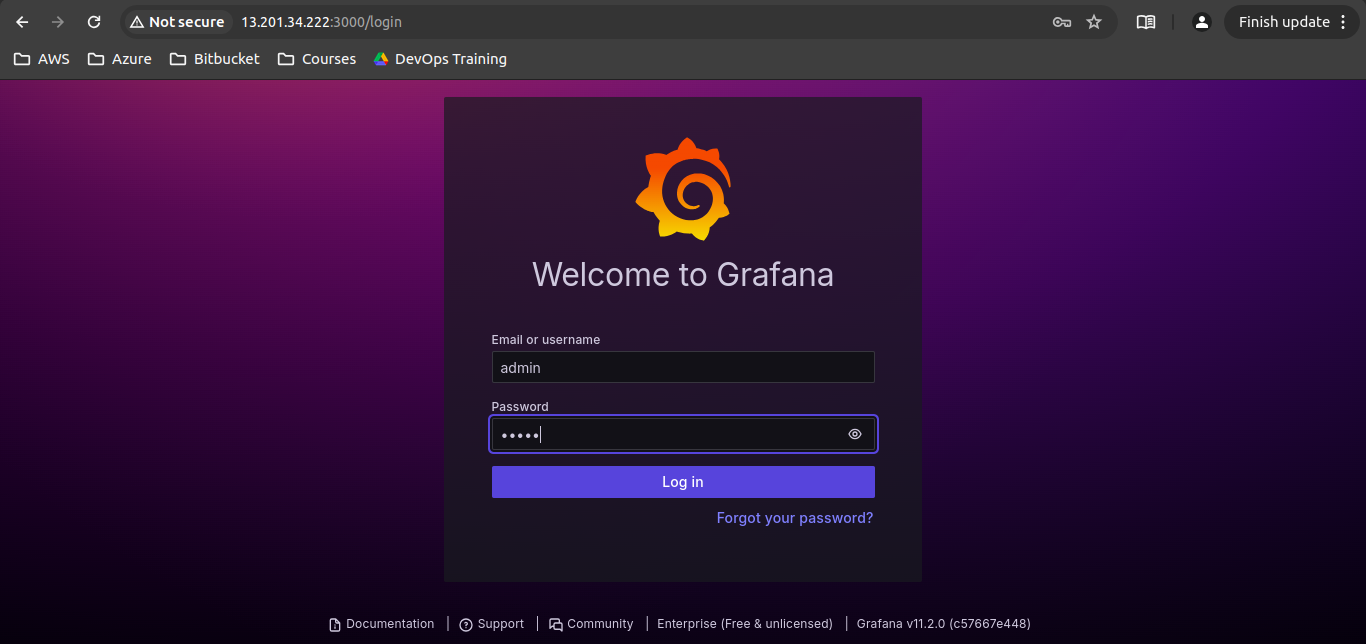 Not secure 13.201.34.222:3000/login Finish update
AWS Azure Bitbucket Courses DevOps Training
Welcome to Grafana
Email or username
admin
Password
•••••
Log in
Forgot your password?
Documentation | Support | Community | Enterprise (Free & unlicensed) | Grafana v11.2.0 (c57667e448)